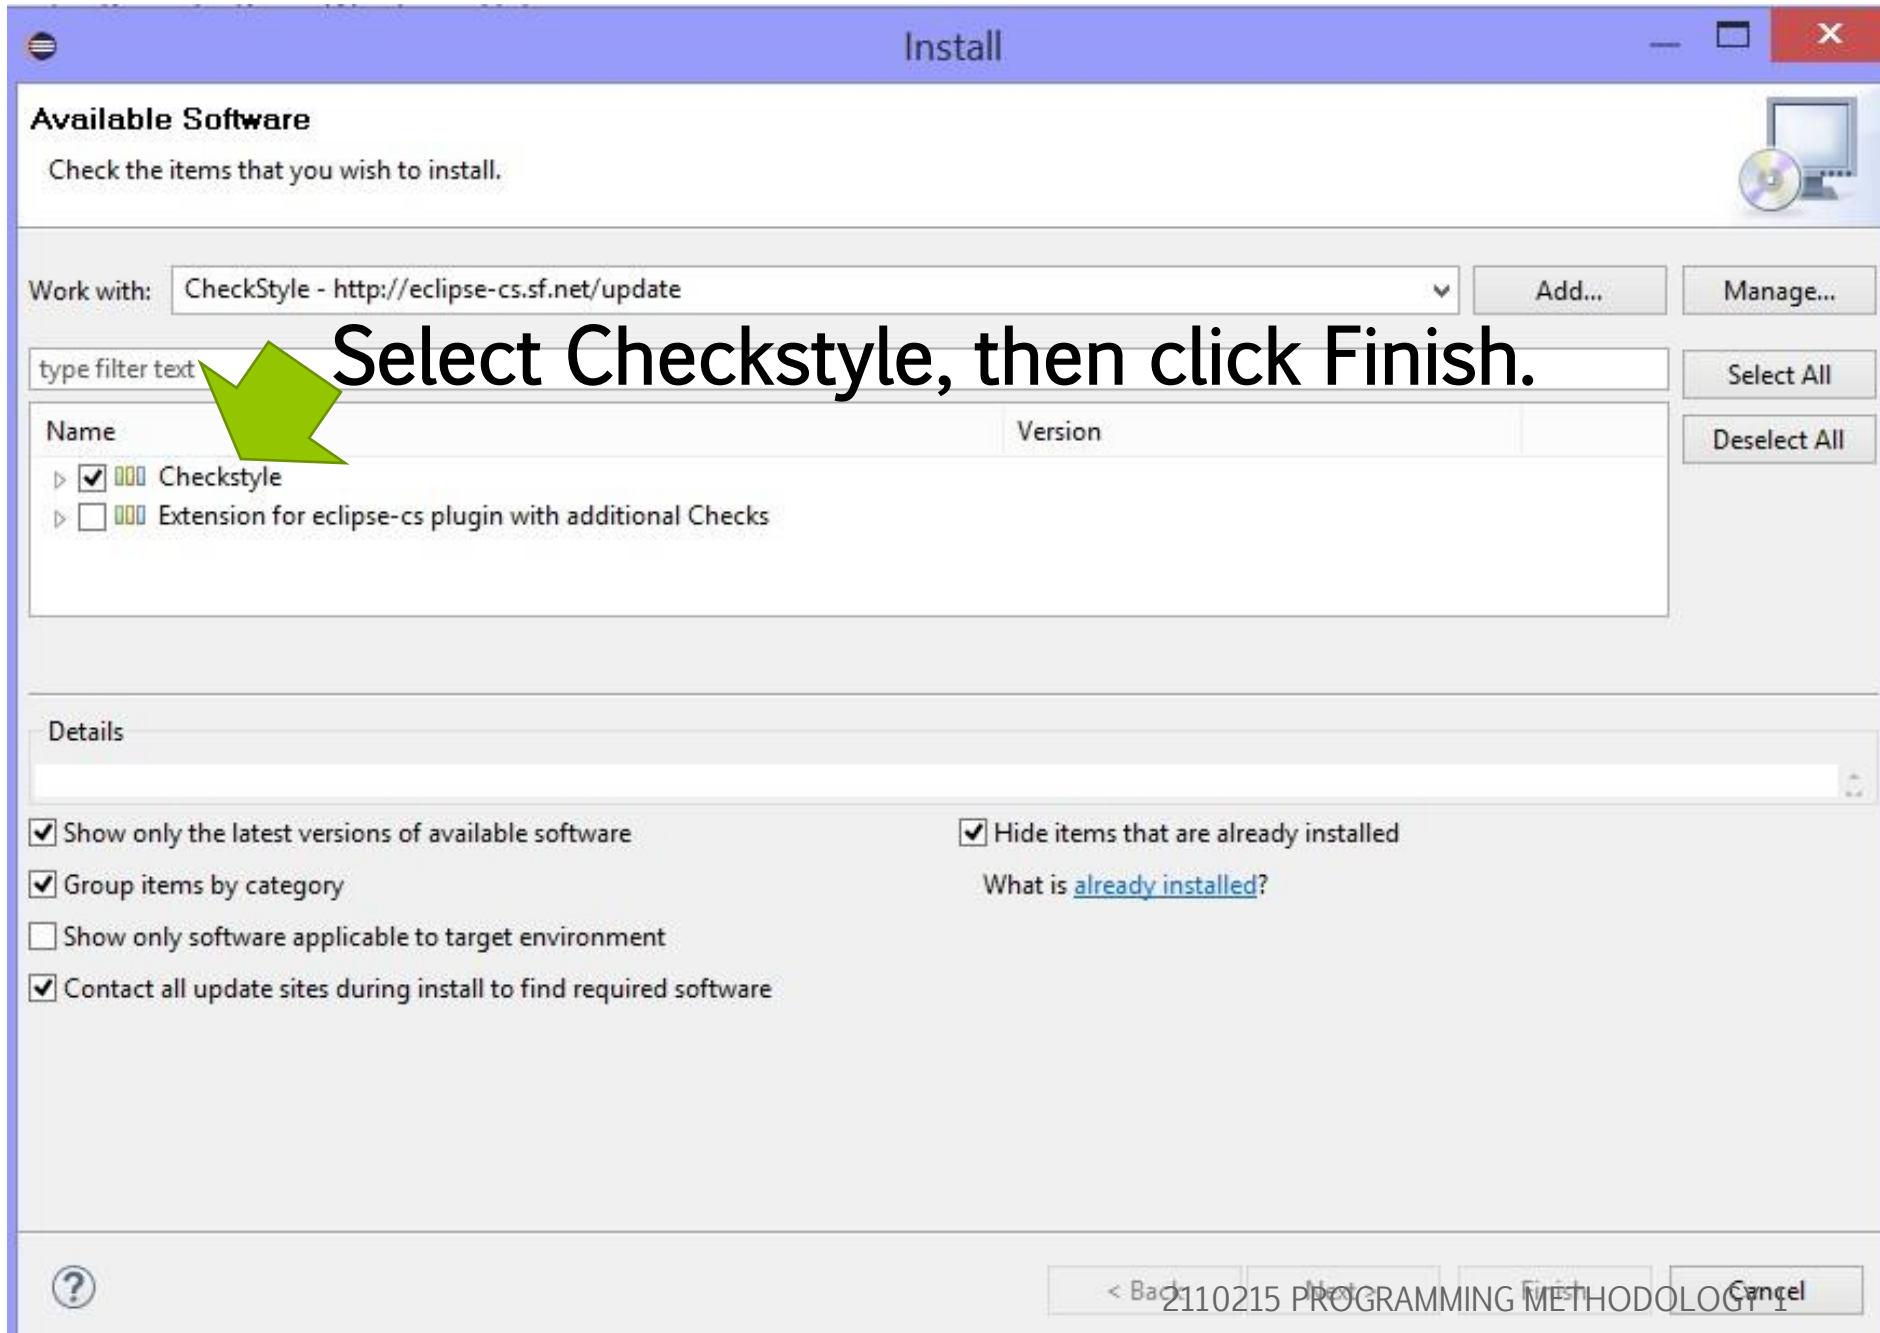 Install
Available Software
Check the items that you wish to install.
Work with: CheckStyle - http://eclipse-cs.sf.net/update Add... Manage...
Select Checkstyle, then click Finish.
type filter text Select All
Name Version Deselect All
Checkstyle
Extension for eclipse-cs plugin with additional Checks
Details
Show only the latest versions of available software Hide items that are already installed
Group items by category What is already installed?
Show only software applicable to target environment
Contact all update sites during install to find required software
< Back Next > Finish Cancel
2110215 PROGRAMMING METHODOLOGY 1